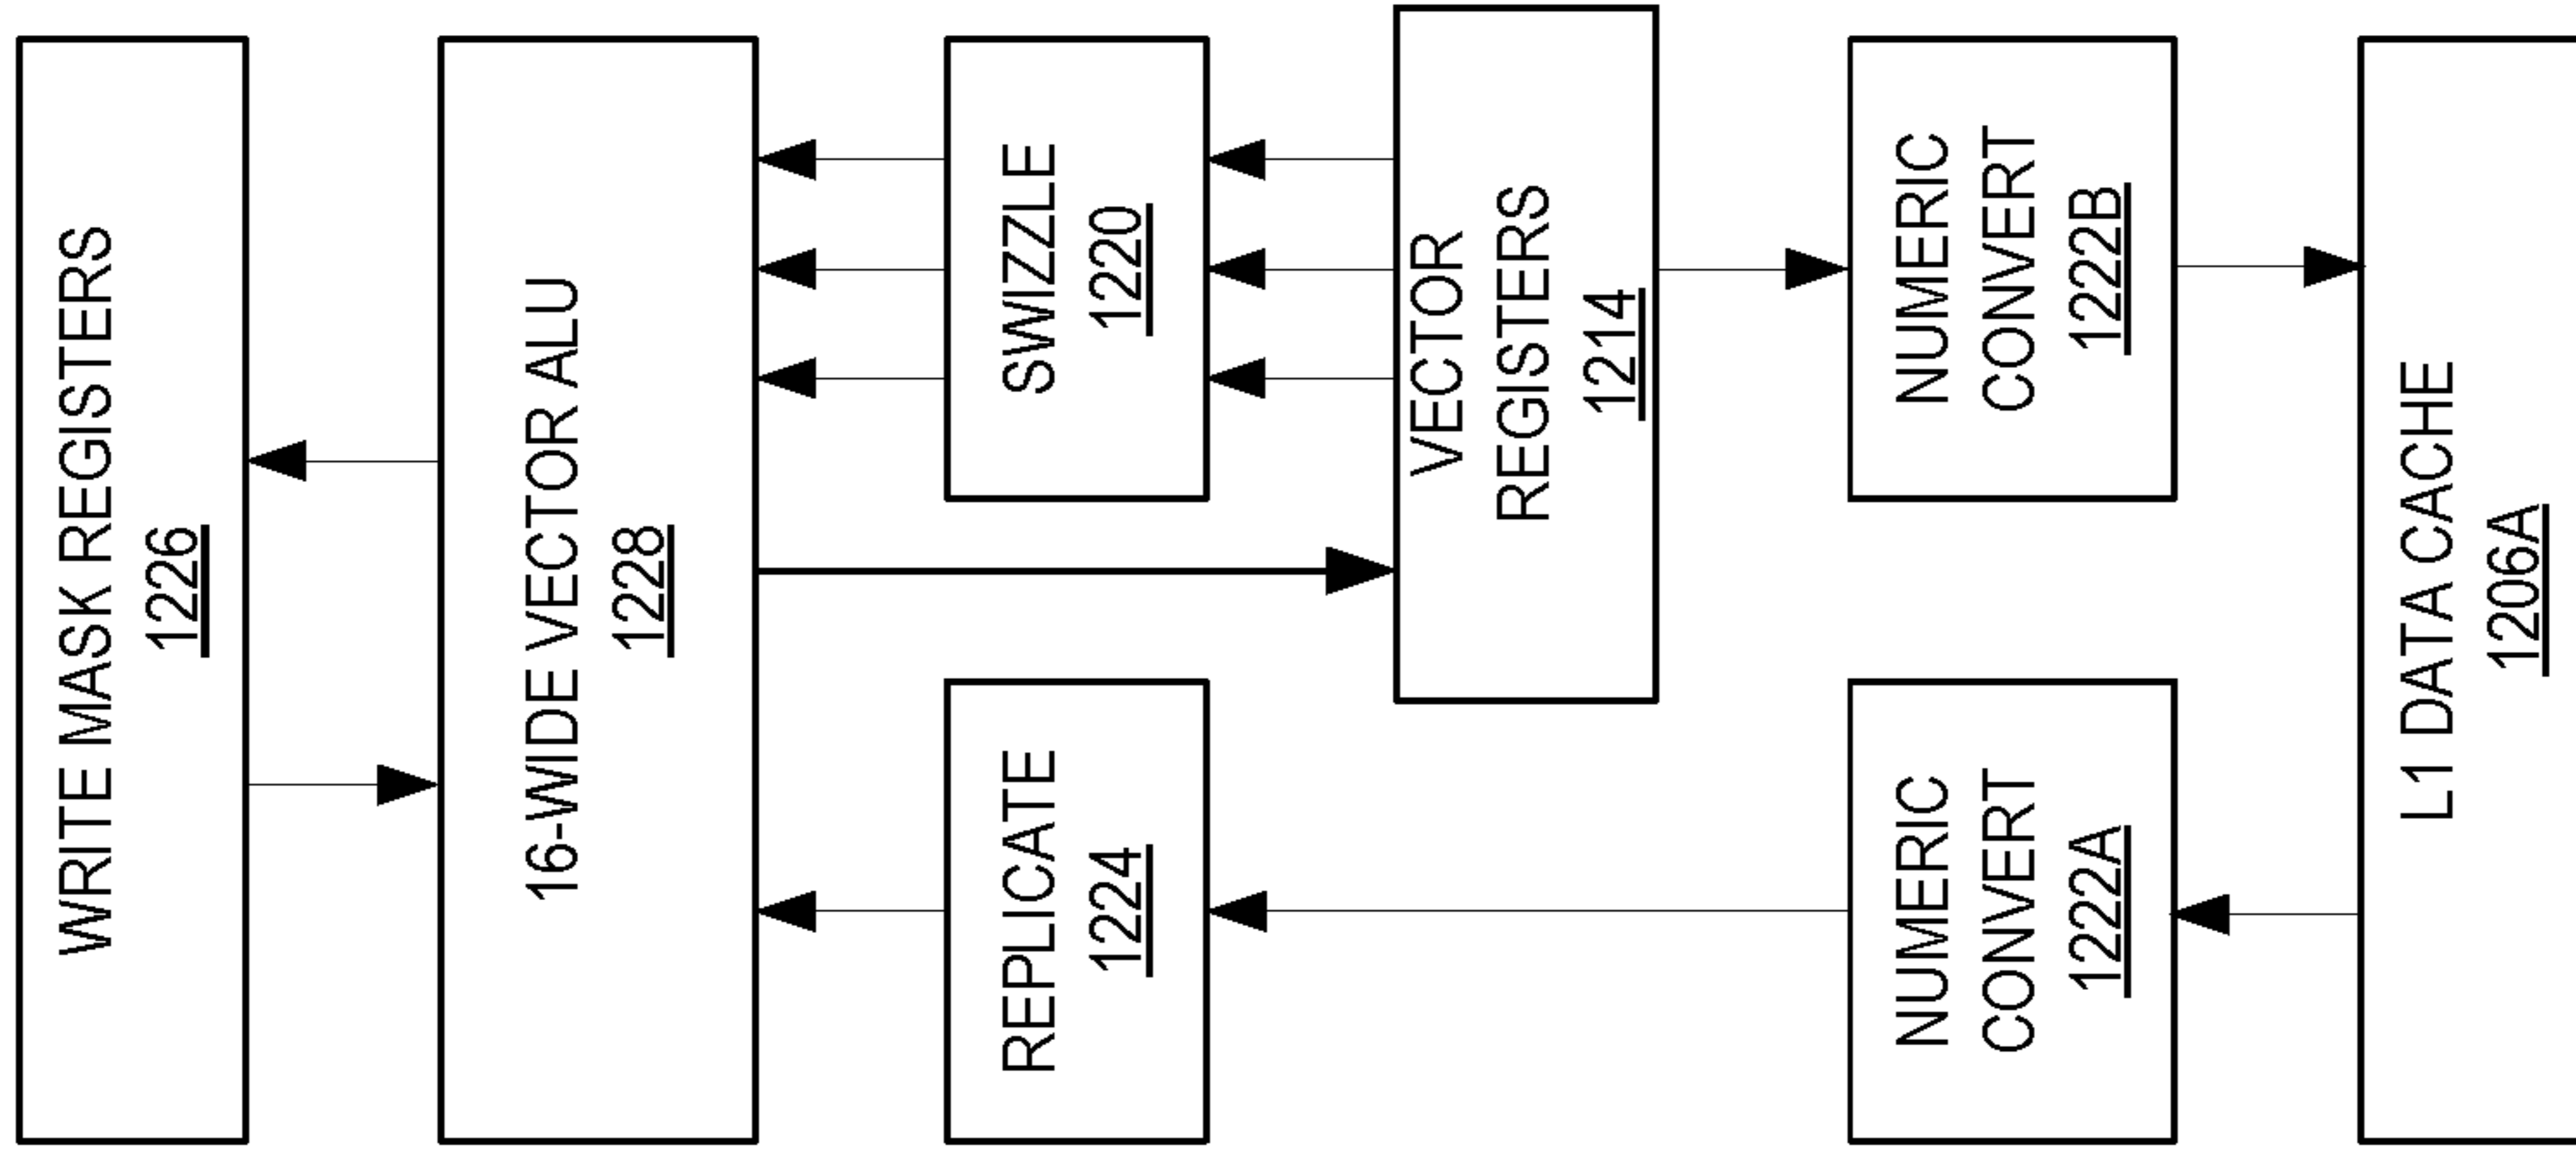 WRITE MASK REGISTERS
1226
16-WIDE VECTOR ALU
1228
REPLICATE
1224
SWIZZLE
1220
VECTOR
REGISTERS
1214
NUMERIC
CONVERT
1222A
NUMERIC
CONVERT
1222B
L1 DATA CACHE
1206A